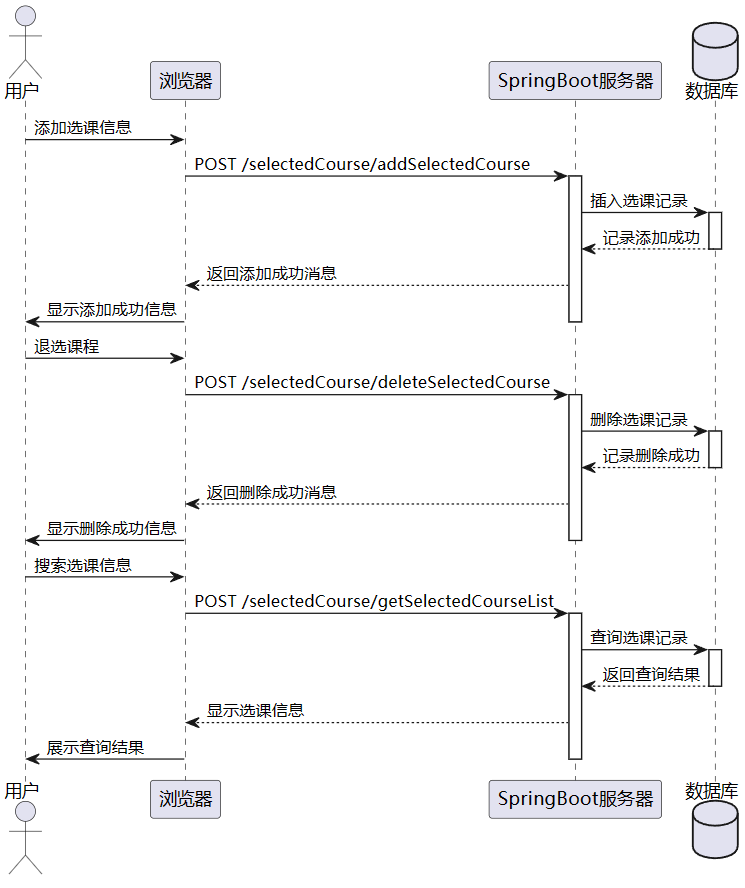 用户
浏览器
SpringBoot服务器
数据库
添加选课信息
POST /selectedCourse/addSelectedCourse
插入选课记录
记录添加成功
返回添加成功消息
显示添加成功信息
退选课程
POST /selectedCourse/deleteSelectedCourse
删除选课记录
记录删除成功
返回删除成功消息
显示删除成功信息
搜索选课信息
POST /selectedCourse/getSelectedCourseList
查询选课记录
返回查询结果
显示选课信息
展示查询结果
用户
浏览器
SpringBoot服务器
数据库